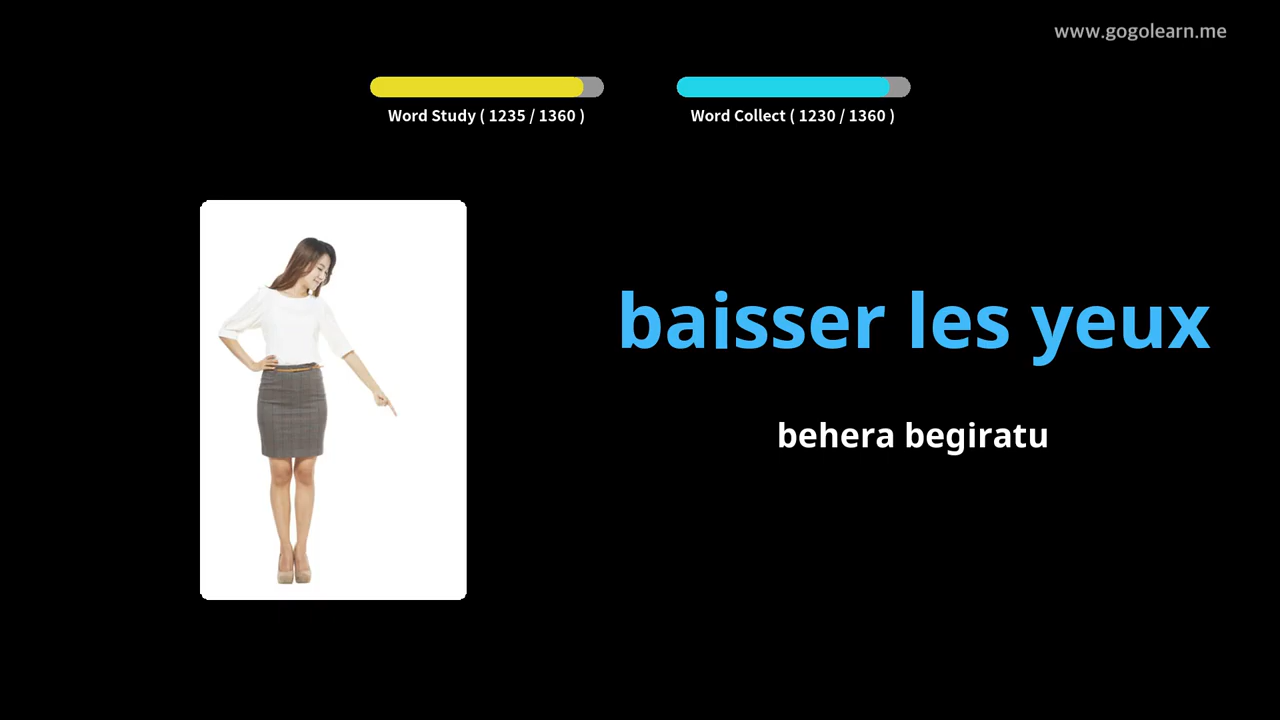 www.gogolearn.me
Word Study ( 1235 / 1360 )
Word Collect ( 1230 / 1360 )
baisser les yeux
behera begiratu